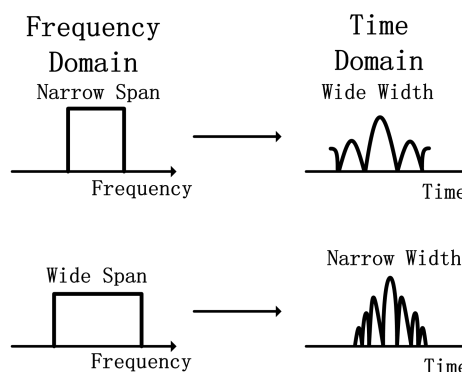 Frequency
Domain
Time
Domain
Narrow Span
Wide Width
Frequency
Time
Wide Span
Narrow Width
Frequency
Time